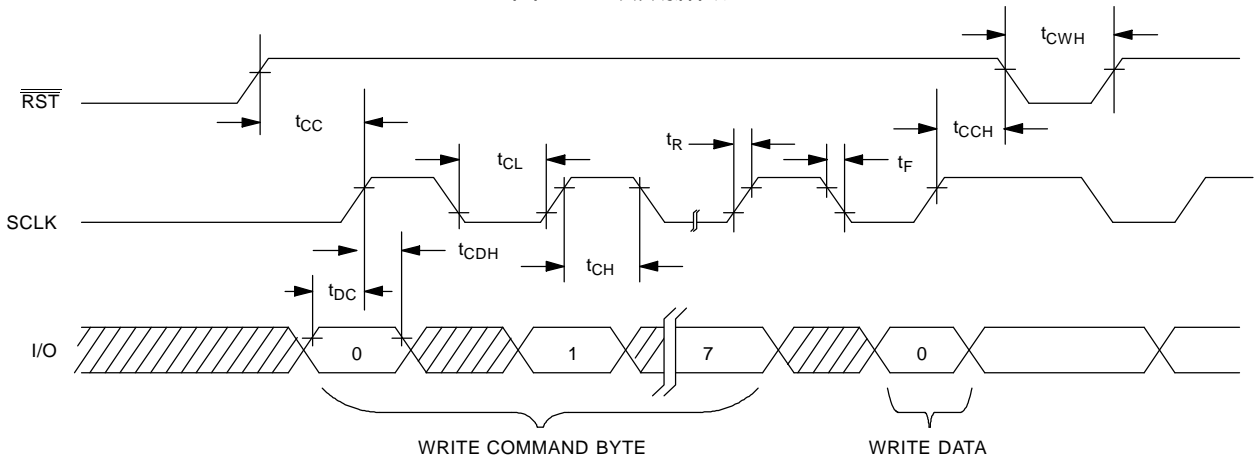 tCWH
RST
tCC
tCCH
tR
tF
tCL
SCLK
tCDH
tCH
tDC
I/O
0
1
7
0
WRITE COMMAND BYTE
WRITE DATA